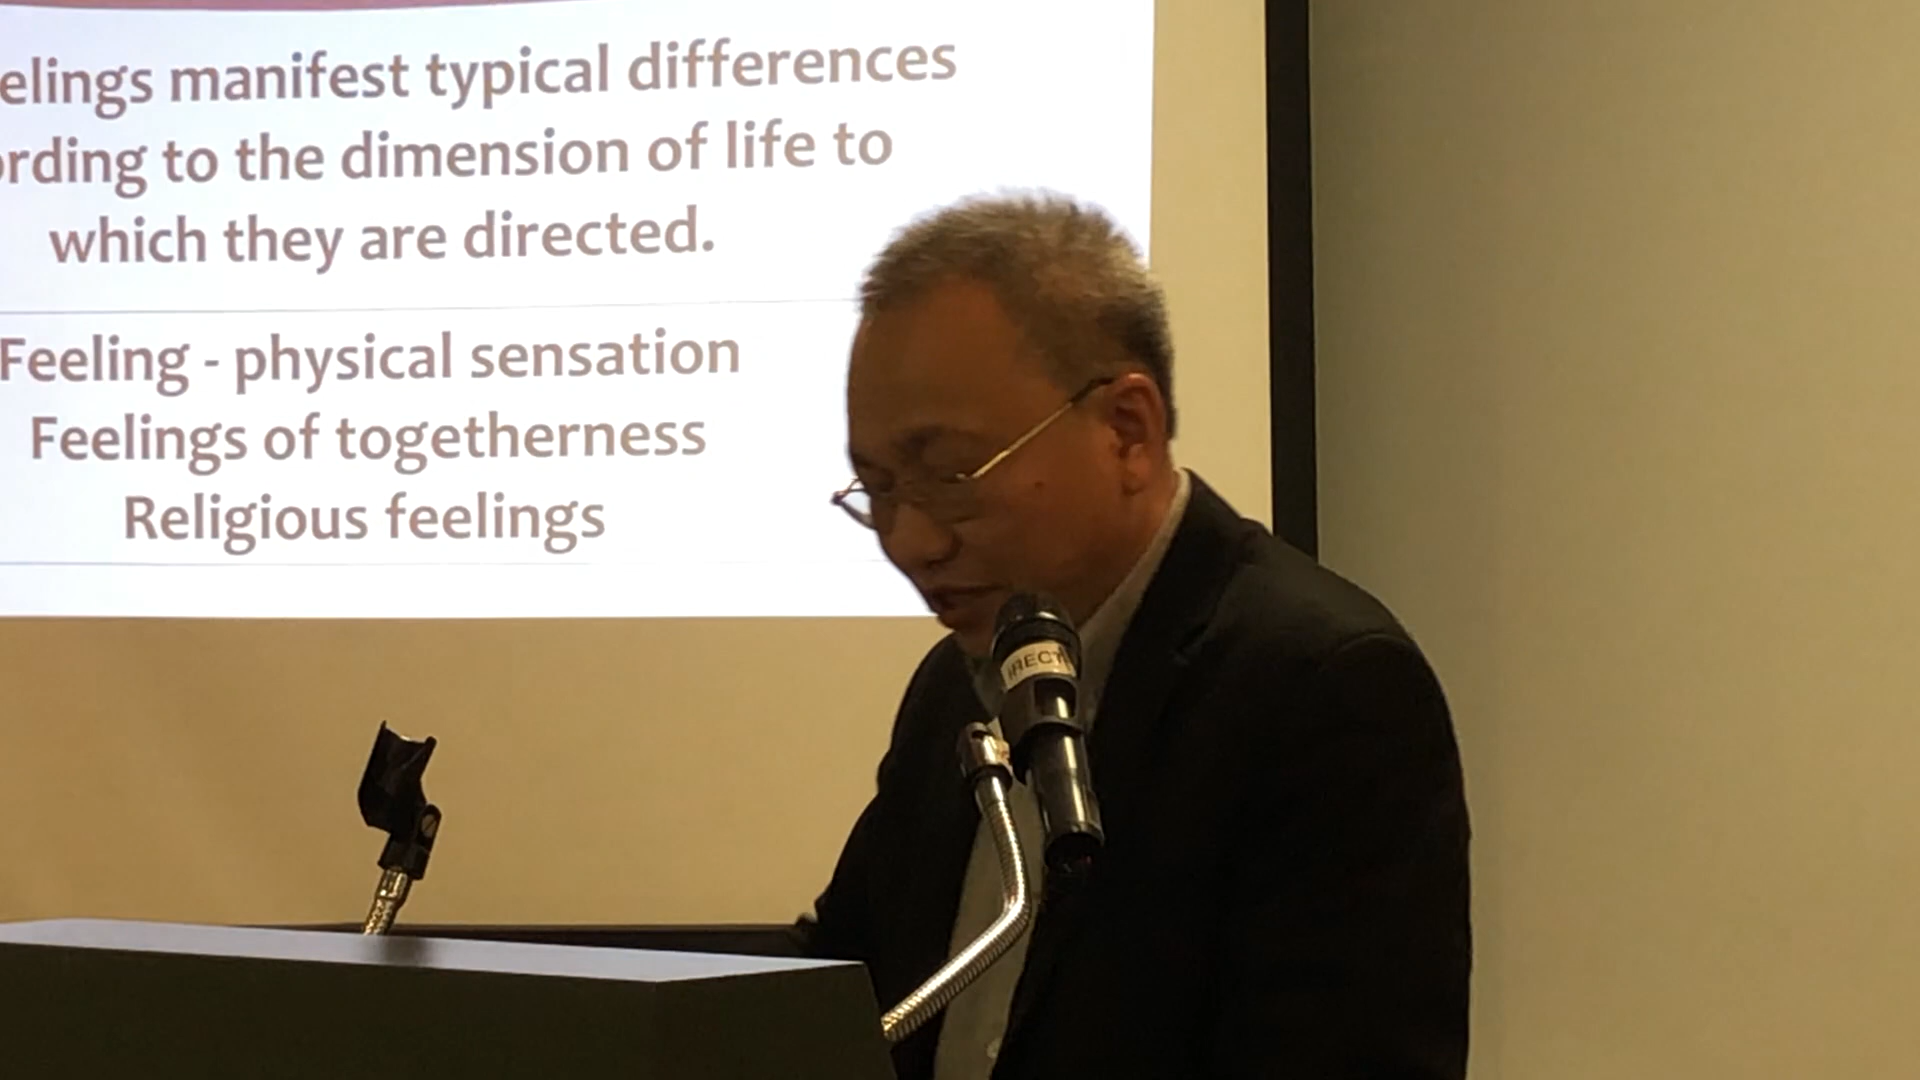 elings manifest typical differences
ording to the dimension of life to
which they are directed.
Feeling - physical sensation
Feelings of togetherness
Religious feelings
IRECT